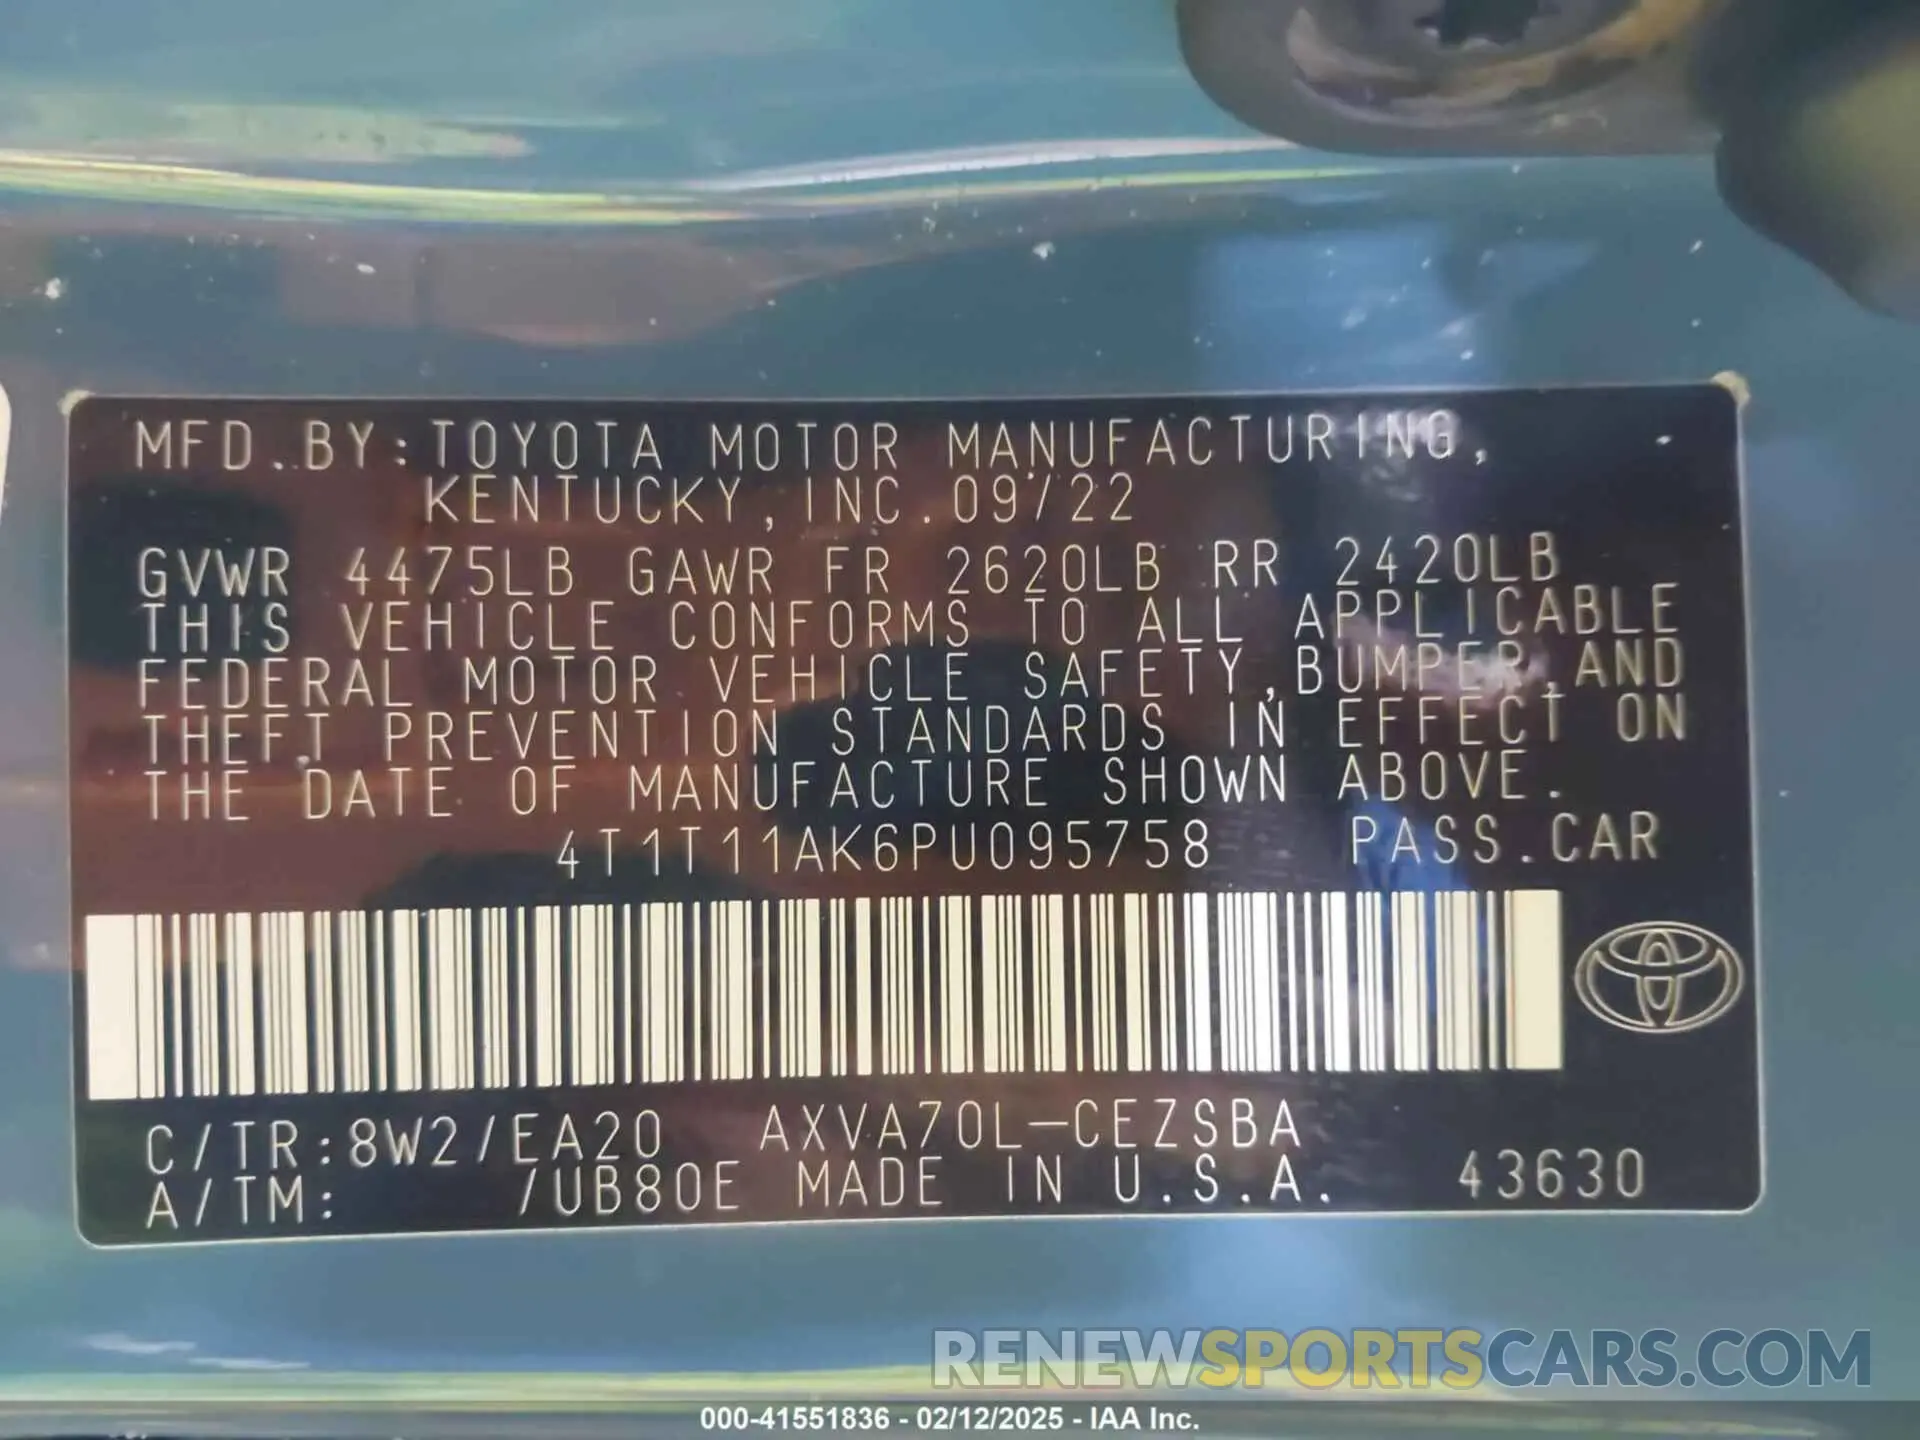 MFD.BY:TOYOTA MOTOR MANUFACTURING,
KENTUCKY,INC.09/22
GVWR 4475LB GAWR FR 2620LB RR 2420LB
THIS VEHICLE CONFORMS TO ALL APPLICABLE
FEDERAL MOTOR VEHICLE SAFETY,BUMPER,AND
THEFT PREVENTION STANDARDS IN EFFECT ON
THE DATE OF MANUFACTURE SHOWN ABOVE.
4T1T11AK6PU095758 PASS.CAR
C/TR:8W2/EA20 AXVA70L-CEZSBA
A/TM: /UB80E MADE IN U.S.A. 43630
RENEWSPORTSCARS.COM
000-41551836 - 02/12/2025 - IAA Inc.